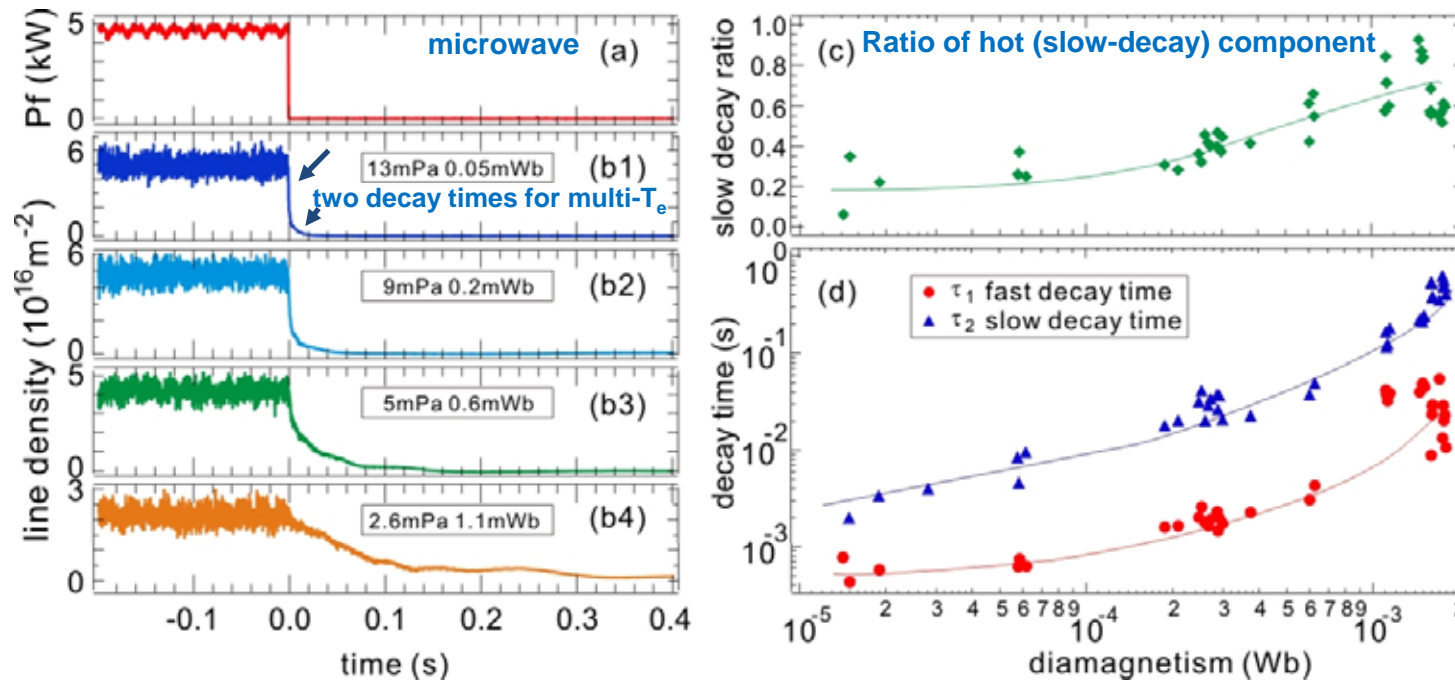 microwave
(a)
Pf (kW)
5
0
6
13mPa 0.05mWb
(b1)
two decay times for multi-Te
0
6
9mPa 0.2mWb
(b2)
0
5
5mPa 0.6mWb
(b3)
0
3
2.6mPa 1.1mWb
(b4)
0
line density (10^16 m^-2)
-0.1 0.0 0.1 0.2 0.3 0.4
time (s)
(c) Ratio of hot (slow-decay) component
slow decay ratio
1.0
0.8
0.6
0.4
0.2
0.0
(d)
τ1 fast decay time
τ2 slow decay time
decay time (s)
10^0
10^-1
10^-2
10^-3
10^-5 2 3 4 5 6 7 8 9 10^-4 2 3 4 5 6 7 8 9 10^-3
diamagnetism (Wb)